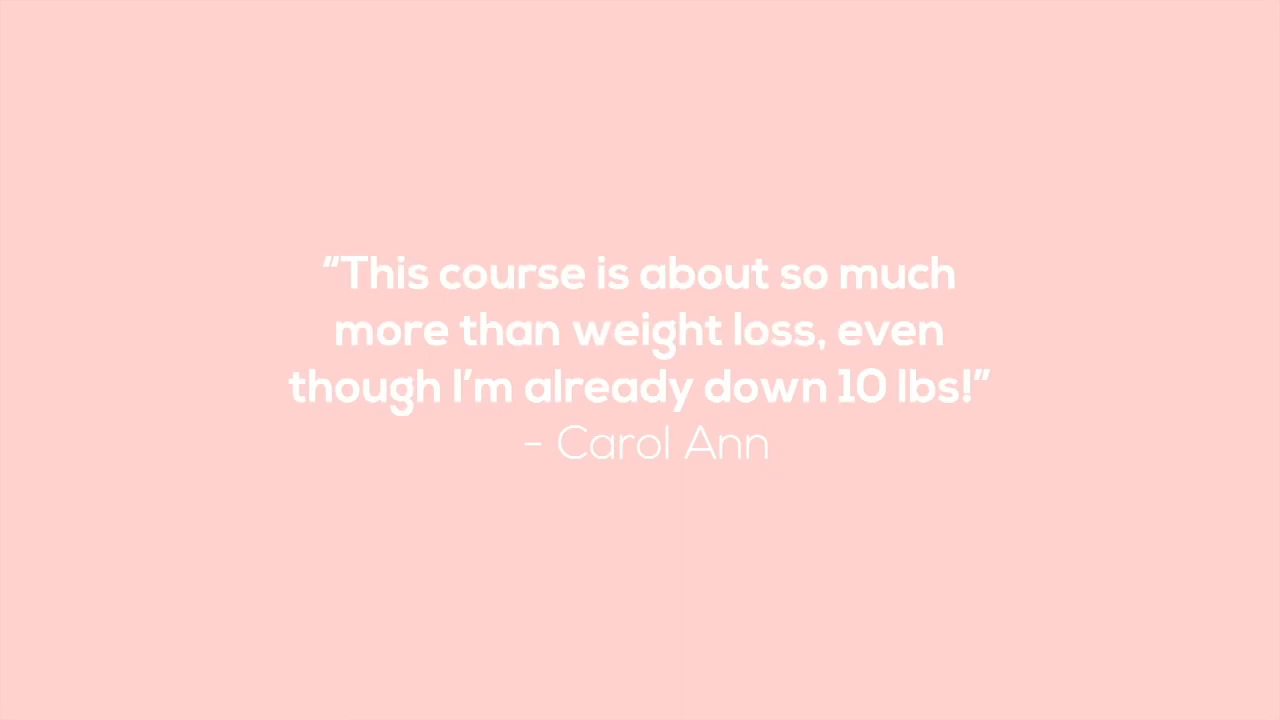 “This course is about so much
more than weight loss, even
though I’m already down 10 lbs!”
- Carol Ann